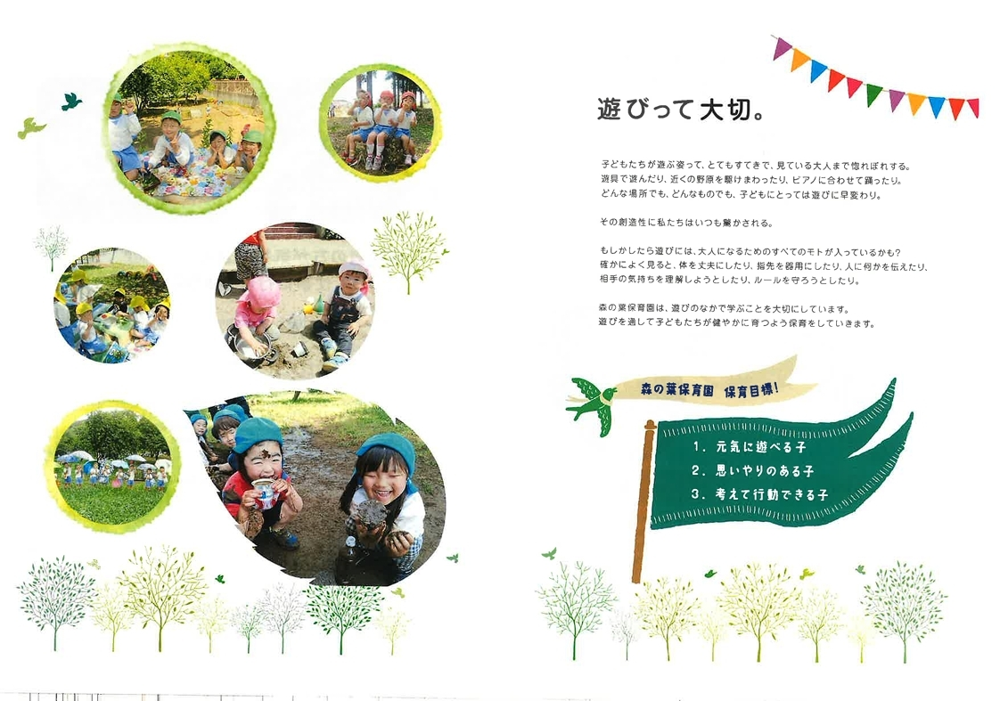 遊びって大切。
子どもたちが遊ぶ姿って、とてもすてきで、見ている大人まで惚れぼれする。
遊具で遊んだり、近くの野原を駆けまわったり、ピアノに合わせて踊ったり。
どんな場所でも、どんなものでも、子どもにとっては遊びに早変わり。
その創造性に私たちはいつも驚かされる。
もしかしたら遊びには、大人になるためのすべてのモトが入っているかも?
確かによく見ると、体を丈夫にしたり、指先を器用にしたり、人に何かを伝えたり、
相手の気持ちを理解しようとしたり、ルールを守ろうとしたり。
森の葉保育園は、遊びのなかで学ぶことを大切にしています。
遊びを通して子どもたちが健やかに育つよう保育をしていきます。
森の葉保育園 保育目標!
1. 元気に遊べる子
2. 思いやりのある子
3. 考えて行動できる子